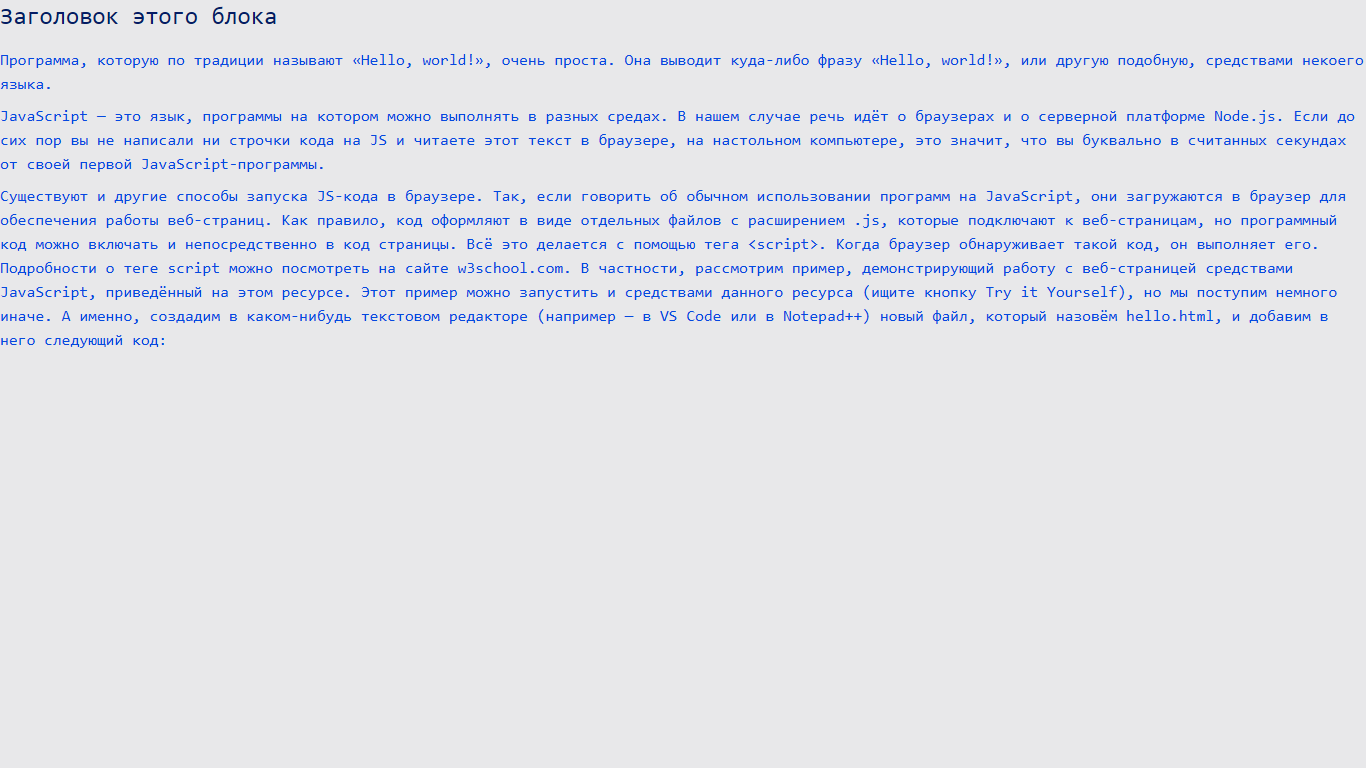 Заголовок этого блока
Программа, которую по традиции называют «Hello, world!», очень проста. Она выводит куда-либо фразу «Hello, world!», или другую подобную, средствами некоего
языка.
JavaScript — это язык, программы на котором можно выполнять в разных средах. В нашем случае речь идёт о браузерах и о серверной платформе Node.js. Если до
сих пор вы не написали ни строчки кода на JS и читаете этот текст в браузере, на настольном компьютере, это значит, что вы буквально в считанных секундах
от своей первой JavaScript-программы.
Существуют и другие способы запуска JS-кода в браузере. Так, если говорить об обычном использовании программ на JavaScript, они загружаются в браузер для
обеспечения работы веб-страниц. Как правило, код оформляют в виде отдельных файлов с расширением .js, которые подключают к веб-страницам, но программный
код можно включать и непосредственно в код страницы. Всё это делается с помощью тега <script>. Когда браузер обнаруживает такой код, он выполняет его.
Подробности о теге script можно посмотреть на сайте w3school.com. В частности, рассмотрим пример, демонстрирующий работу с веб-страницей средствами
JavaScript, приведённый на этом ресурсе. Этот пример можно запустить и средствами данного ресурса (ищите кнопку Try it Yourself), но мы поступим немного
иначе. А именно, создадим в каком-нибудь текстовом редакторе (например — в VS Code или в Notepad++) новый файл, который назовём hello.html, и добавим в
него следующий код: